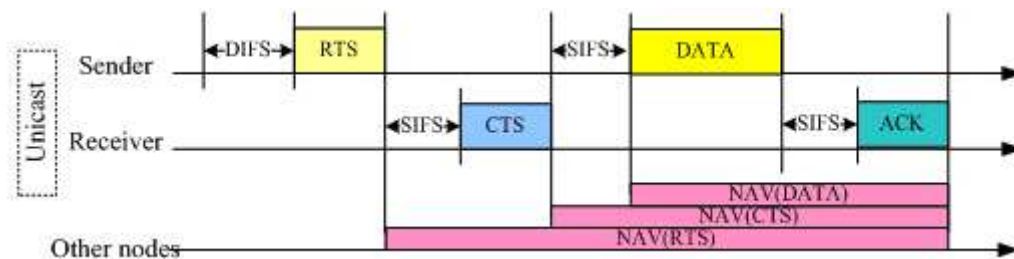 DIFS
RTS
SIFS
DATA
Sender
SIFS
CTS
SIFS
ACK
Receiver
Unicast
NAV(DATA)
NAV(CTS)
NAV(RTS)
Other nodes